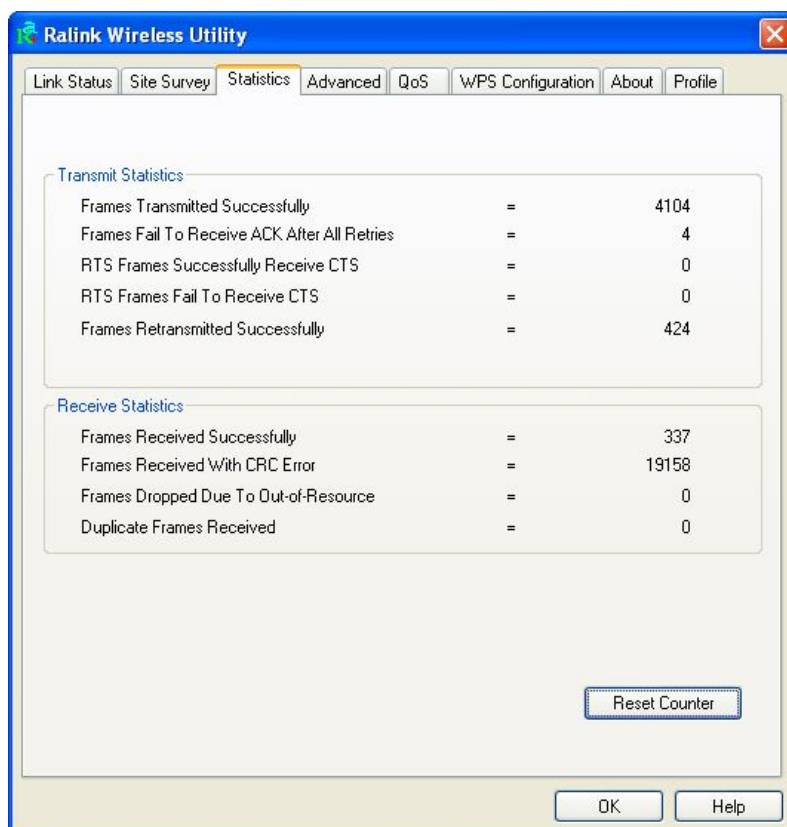 Ralink Wireless Utility
Link Status Site Survey Statistics Advanced QoS WPS Configuration About Profile
Transmit Statistics
Frames Transmitted Successfully = 4104
Frames Fail To Receive ACK After All Retries = 4
RTS Frames Successfully Receive CTS = 0
RTS Frames Fail To Receive CTS = 0
Frames Retransmitted Successfully = 424
Receive Statistics
Frames Received Successfully = 337
Frames Received With CRC Error = 19158
Frames Dropped Due To Out-of-Resource = 0
Duplicate Frames Received = 0
Reset Counter
OK Help